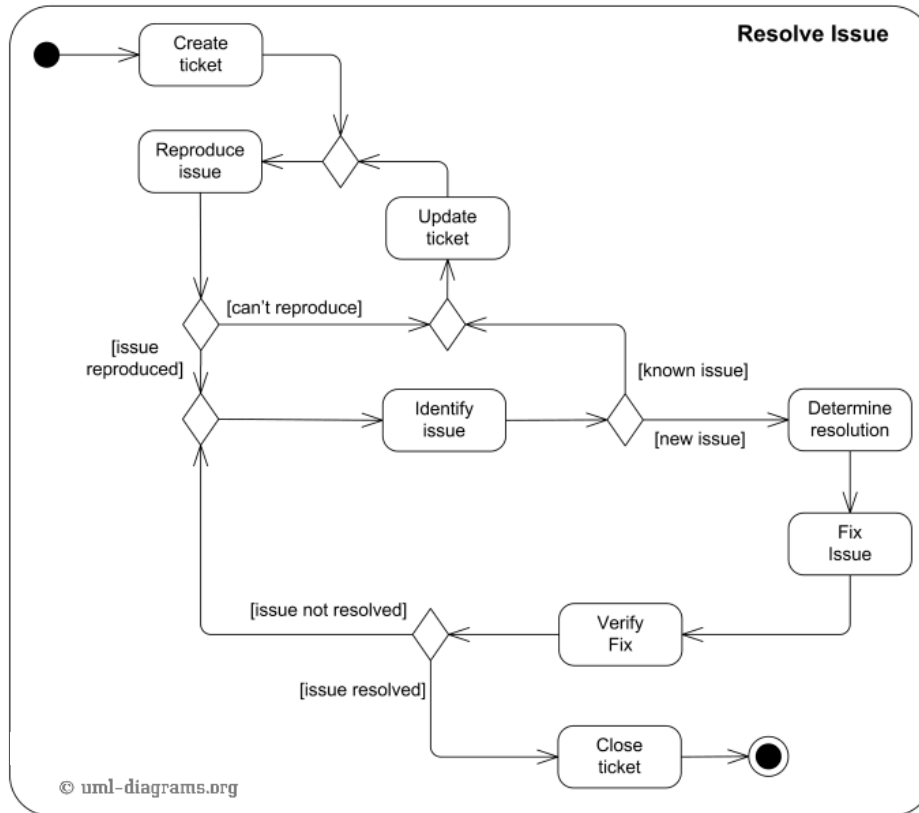 Resolve Issue
Create
ticket
Reproduce
issue
Update
ticket
[can't reproduce]
[issue
reproduced]
[known issue]
Identify
issue
[new issue]
Determine
resolution
Fix
Issue
[issue not resolved]
Verify
Fix
[issue resolved]
Close
ticket
© uml-diagrams.org